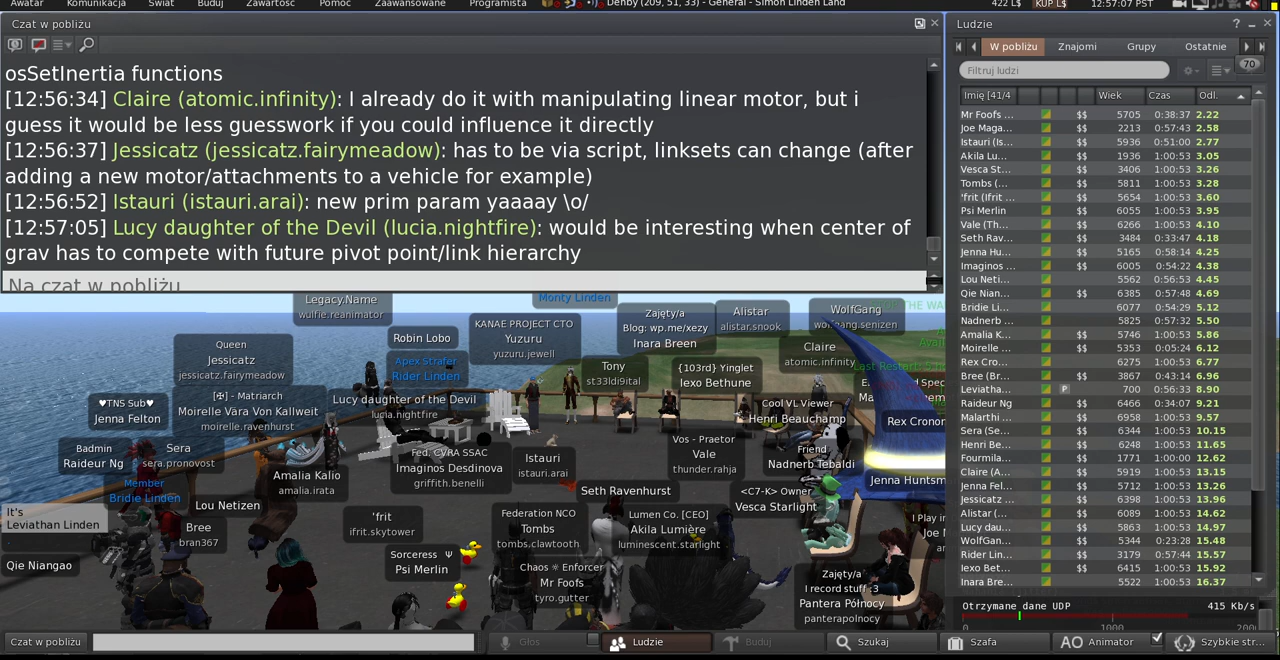 Awatar Komunikacja Świat Buduj Zawartość Pomoc Zaawansowane Programista Denby (209, 51, 33) - General - Simon Linden Land 422 L$ KUP L$ 12:57:07 PST
Czat w pobliżu
osSetInertia functions
[12:56:34] Claire (atomic.infinity): I already do it with manipulating linear motor, but i
guess it would be less guesswork if you could influence it directly
[12:56:37] Jessicatz (jessicatz.fairymeadow): has to be via script, linksets can change (after
adding a new motor/attachments to a vehicle for example)
[12:56:52] Istauri (istauri.arai): new prim param yaaaay \o/
[12:57:05] Lucy daughter of the Devil (lucia.nightfire): would be interesting when center of
grav has to compete with future pivot point/link hierarchy
Na czat w pobliżu
Legacy.Name
wulfie.reanimator
Monty Linden
Robin Lobo
KANAE PROJECT CTO
Yuzuru
yuzuru.jewell
Zajęty/a
Blog: wp.me/xezy
Inara Breen
Alistar
alistar.snook
WolfGang
wolfgang.senizen
Claire
atomic.infinity
Queen
Jessicatz
jessicatz.fairymeadow
Apex Strafer
Rider Linden
Tony
st33ldi9ital
{103rd} Yinglet
Iexo Bethune
♥TNS Sub♥
Jenna Felton
[✠] - Matriarch
Moirelle Vära Von Kallweit
moirelle.ravenhurst
Lucy daughter of the Devil
lucia.nightfire
Cool VL Viewer
Henri Beauchamp
Rex Cronon
Badmin
Raideur Ng
Sera
sera.pronovost
Fed. CYRA SSAC
Imaginos Desdinova
griffith.benelli
Vos - Praetor
Vale
thunder.rahja
Friend
Nadnerb Tebaldi
Member
Bridie Linden
Amalia Kalio
amalia.irata
Istauri
istauri.arai
Seth Ravenhurst
<C7-K> Owner
Vesca Starlight
Jenna Huntsm
It's
Leviathan Linden
Lou Netizen
Bree
bran367
'frit
ifrit.skytower
Federation NCO
Tombs
tombs.clawtooth
Lumen Co. [CEO]
Akila Lumière
luminescent.starlight
I Play in
Qie Niangao
Sorceress Ψ
Psi Merlin
Chaos ☼ Enforcer
Mr Foofs
tyro.gutter
Zajęty/a
I record stuff :3
Pantera Północy
panterapolnocy
Ludzie
W pobliżu Znajomi Grupy Ostatnie
Filtruj ludzi 70
Imię [41/4 Wiek Czas Odl.
Mr Foofs ... $$ 5705 0:38:37 2.22
Joe Maga... $$ 2213 0:57:43 2.58
Istauri (Is... $$ 5936 0:51:00 2.77
Akila Lu... $$ 1936 1:00:53 3.05
Vesca St... $$ 3406 1:00:53 3.26
Tombs (... $$ 5811 1:00:53 3.28
'frit (Ifrit ... $$ 5654 1:00:53 3.60
Psi Merlin $$ 6055 1:00:53 3.95
Vale (Th... $$ 6266 1:00:53 4.10
Seth Rav... $$ 3484 0:33:47 4.18
Jenna Hu... $$ 5165 0:58:14 4.25
Imaginos ... $$ 6005 0:54:22 4.38
Lou Neti... 5562 0:56:53 4.45
Qie Nian... $$ 6385 0:57:48 4.69
Bridie Li... 6077 0:54:29 5.12
Nadnerb ... 5825 0:57:32 5.50
Amalia K... $$ 5746 1:00:53 5.86
Moirelle ... $$ 5353 0:05:24 6.12
Rex Cro... 6275 1:00:53 6.77
Bree (Br... $$ 3867 0:43:14 6.96
Leviatha... P 700 0:56:33 8.90
Raideur Ng $$ 6466 0:34:07 9.21
Malarthi ... $$ 6958 1:00:53 9.57
Sera (Se... $$ 6344 1:00:53 10.15
Henri Be... $$ 6248 1:00:53 11.65
Fourmila... $$ 1771 0:00:00 12.62
Claire (A... $$ 5919 1:00:53 13.15
Jenna Fel... $$ 5712 1:00:53 13.26
Jessicatz ... $$ 6398 1:00:53 13.96
Alistar (... $$ 6089 1:00:53 14.62
Lucy dau... $$ 5863 1:00:53 14.97
WolfGan... $$ 5344 0:23:28 15.48
Rider Lin... $$ 3179 0:57:44 15.57
Iexo Bet... $$ 6415 1:00:53 15.92
Inara Bre... 5522 1:00:53 16.37
Otrzymane dane UDP 415 Kb/s
0 1000 200
Czat w pobliżu Głos Ludzie Buduj Szukaj Szafa AO Animator Szybkie str...